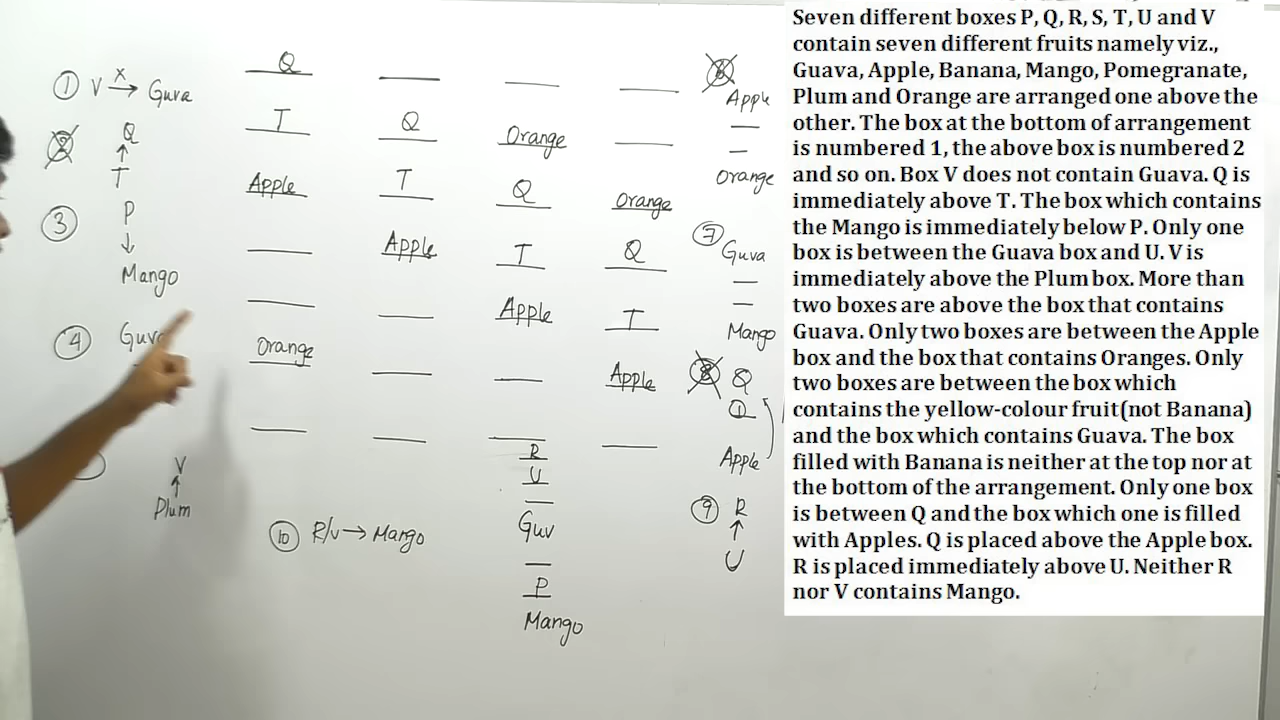 ① V x→ Guva
② Q
↑
T
③ P
↓
Mango
④ Guva
V
↑
Plum
Q
T
Apple
Orange
Q
T
Apple
Orange
Q
T
Apple
Orange
Q
T
Apple
R
U
Guv
P
Mango
⑩ R/v → Mango
⑥ Apple
Orange
⑦ Guva
Mango
⑧ Q
①
Apple
⑨ R
↑
U
Seven different boxes P, Q, R, S, T, U and V
contain seven different fruits namely viz.,
Guava, Apple, Banana, Mango, Pomegranate,
Plum and Orange are arranged one above the
other. The box at the bottom of arrangement
is numbered 1, the above box is numbered 2
and so on. Box V does not contain Guava. Q is
immediately above T. The box which contains
the Mango is immediately below P. Only one
box is between the Guava box and U. V is
immediately above the Plum box. More than
two boxes are above the box that contains
Guava. Only two boxes are between the Apple
box and the box that contains Oranges. Only
two boxes are between the box which
contains the yellow-colour fruit(not Banana)
and the box which contains Guava. The box
filled with Banana is neither at the top nor at
the bottom of the arrangement. Only one box
is between Q and the box which one is filled
with Apples. Q is placed above the Apple box.
R is placed immediately above U. Neither R
nor V contains Mango.